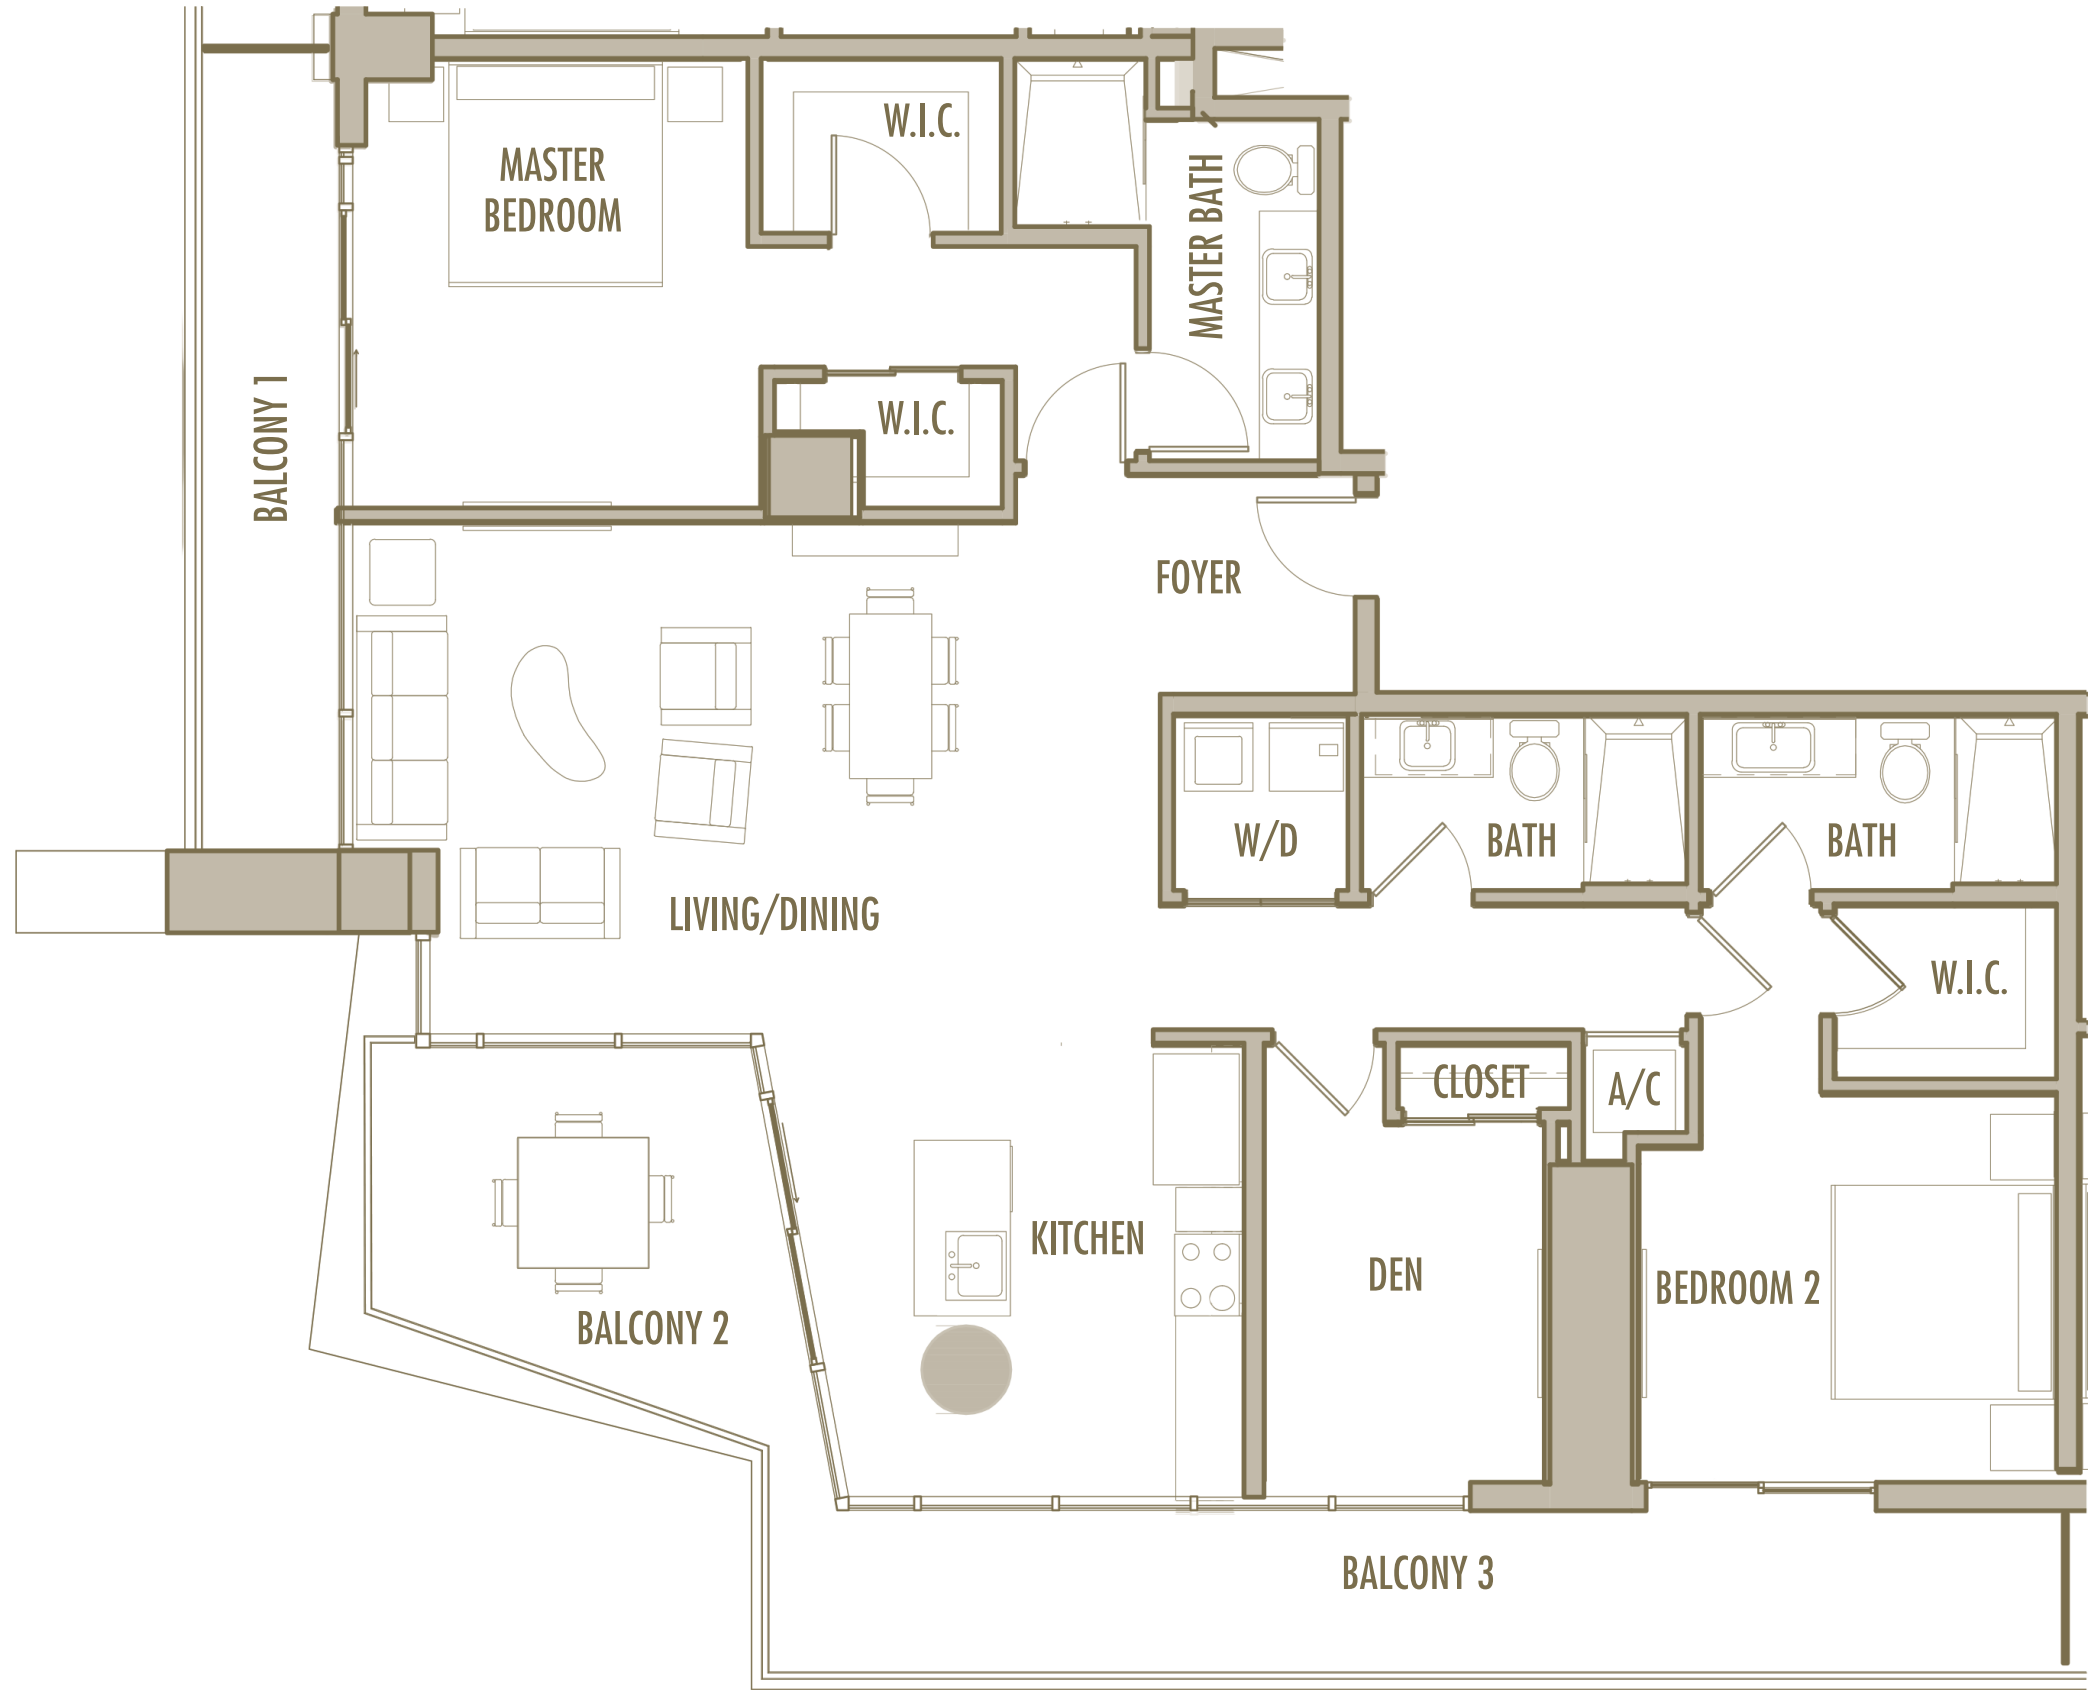 W.I.C.
MASTER
BEDROOM
MASTER BATH
BALCONY 1
W.I.C.
FOYER
W/D
BATH
BATH
LIVING/DINING
W.I.C.
CLOSET
A/C
KITCHEN
DEN
BEDROOM 2
BALCONY 2
BALCONY 3